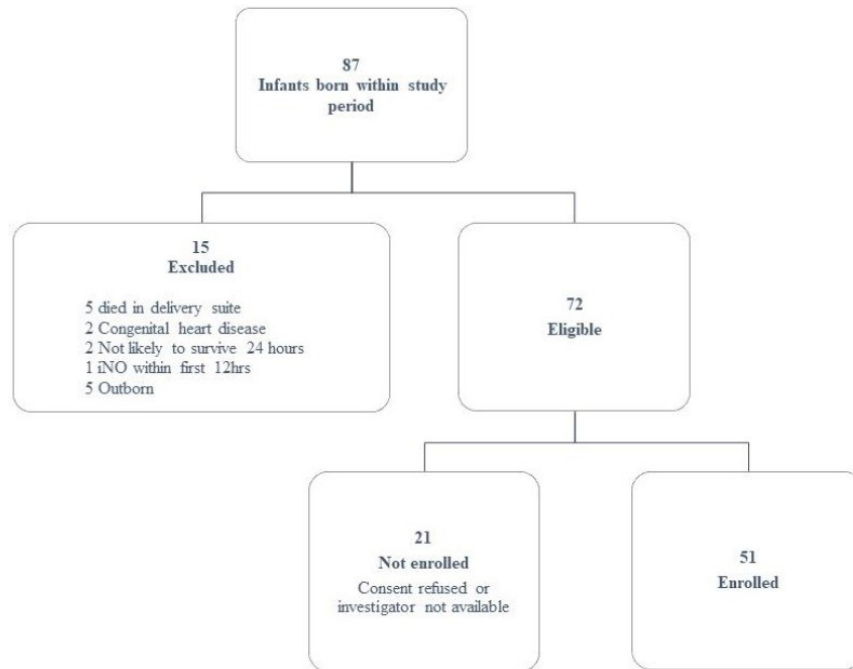 87
Infants born within study
period
15
Excluded
5 died in delivery suite
2 Congenital heart disease
2 Not likely to survive 24 hours
1 iNO within first 12hrs
5 Outborn
72
Eligible
21
Not enrolled
Consent refused or
investigator not available
51
Enrolled